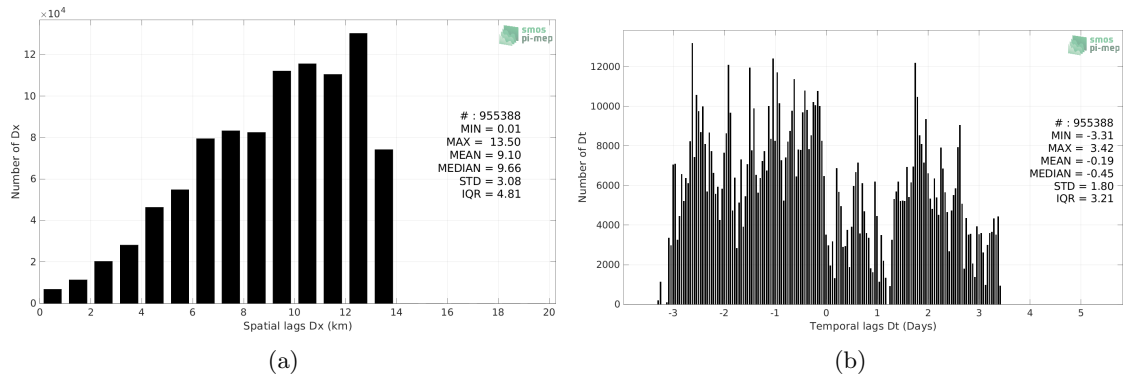 ×10⁴
12
10
8
6
4
2
0
0 2 4 6 8 10 12 14 16 18 20
Number of Dx
Spatial lags Dx (km)
smos
pi-mep
# : 955388
MIN = 0.01
MAX = 13.50
MEAN = 9.10
MEDIAN = 9.66
STD = 3.08
IQR = 4.81
(a)
12000
10000
8000
6000
4000
2000
0
-3 -2 -1 0 1 2 3 4 5
Number of Dt
Temporal lags Dt (Days)
smos
pi-mep
# : 955388
MIN = -3.31
MAX = 3.42
MEAN = -0.19
MEDIAN = -0.45
STD = 1.80
IQR = 3.21
(b)